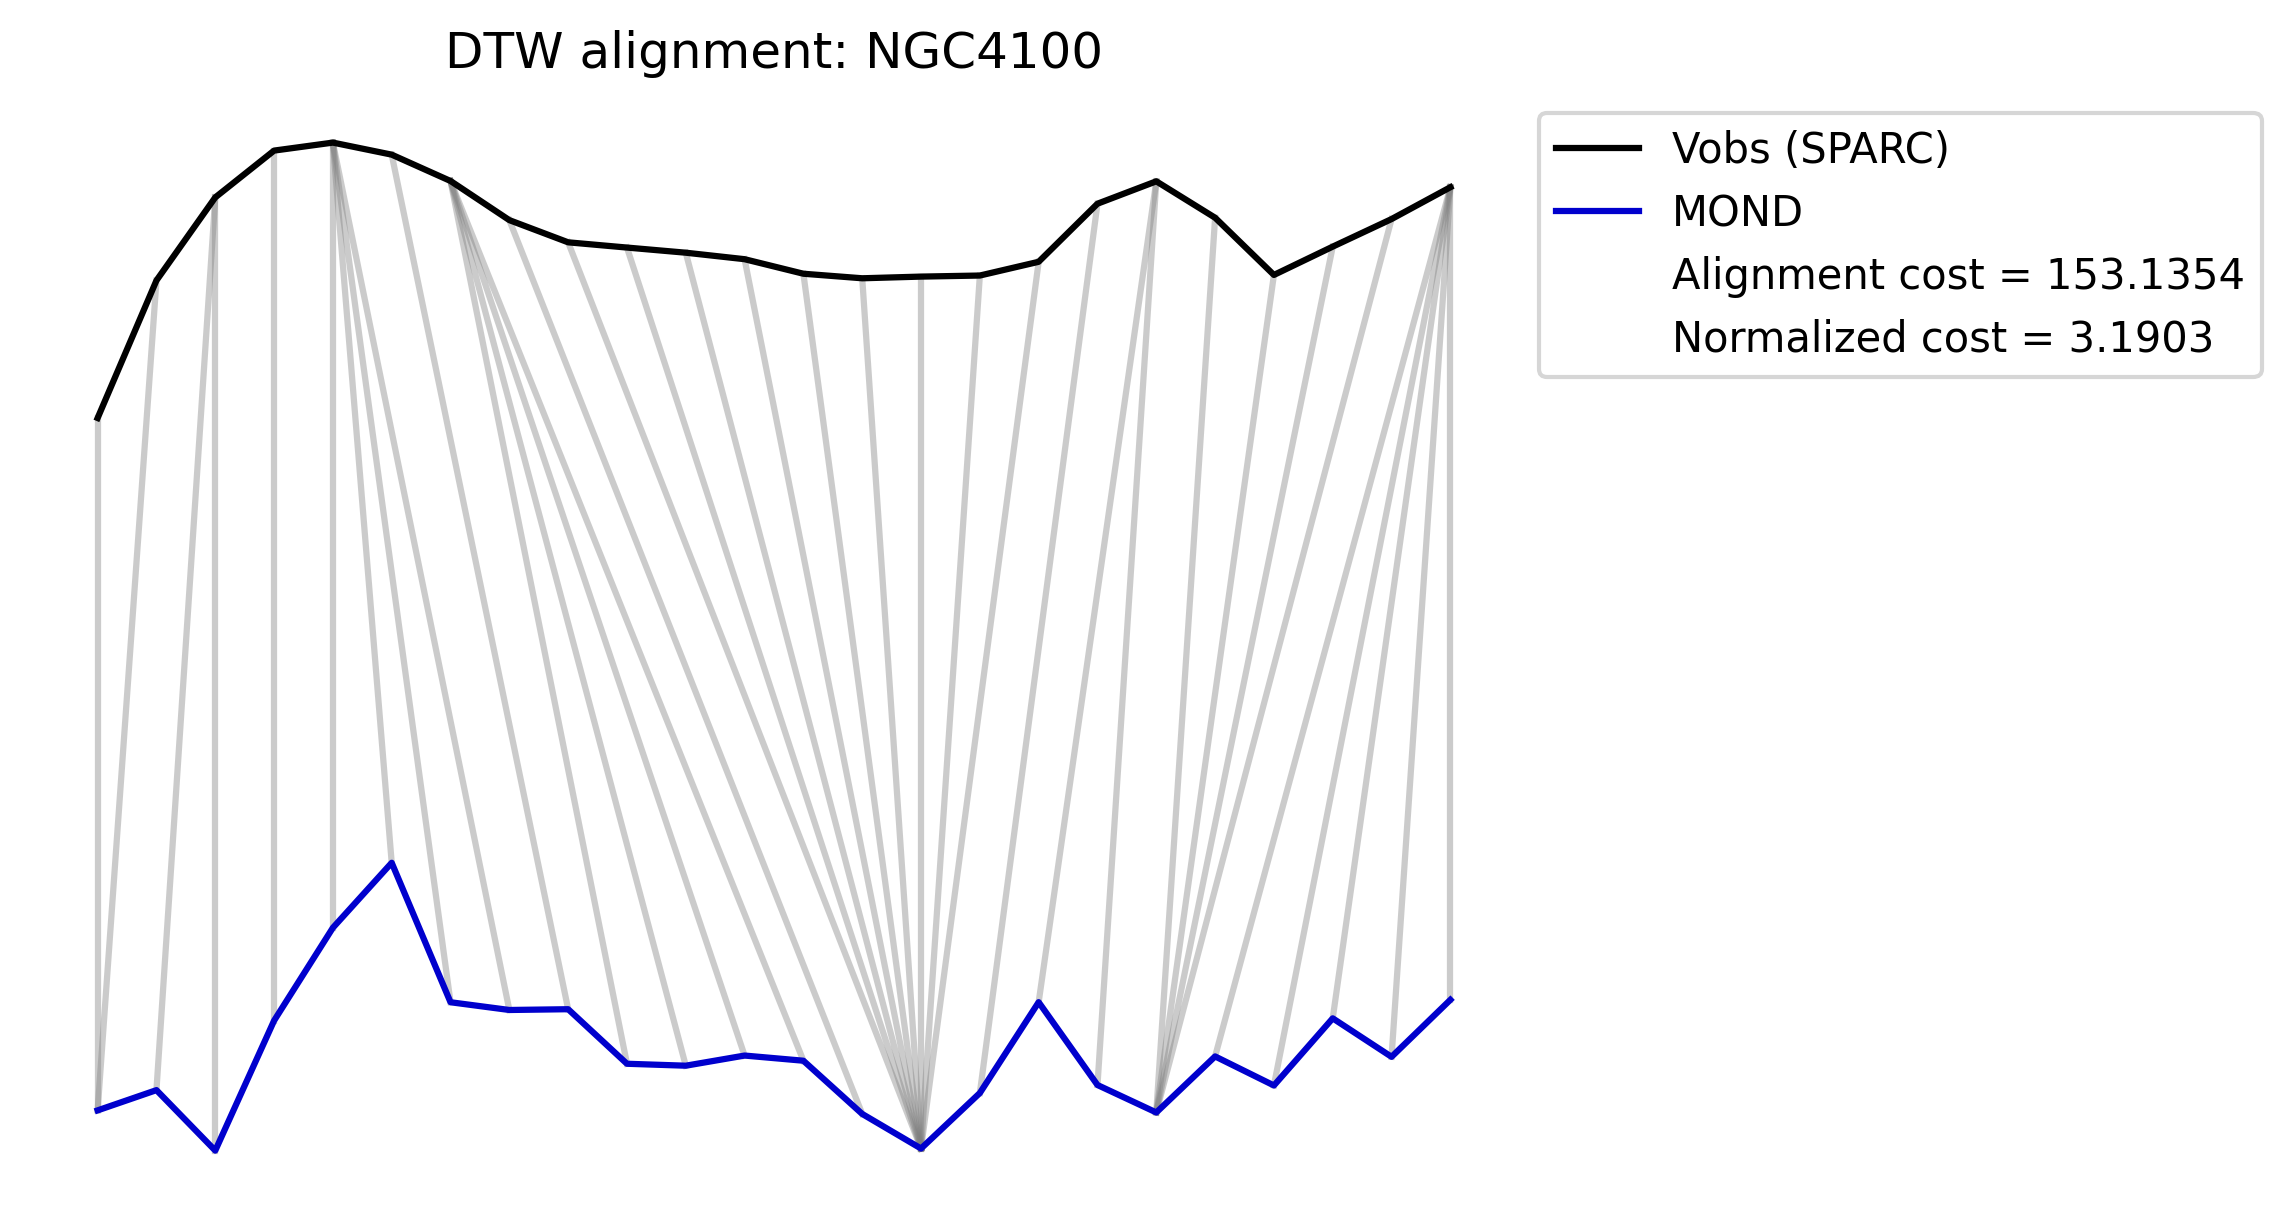 DTW alignment: NGC4100
Vobs (SPARC)
MOND
Alignment cost = 153.1354
Normalized cost = 3.1903